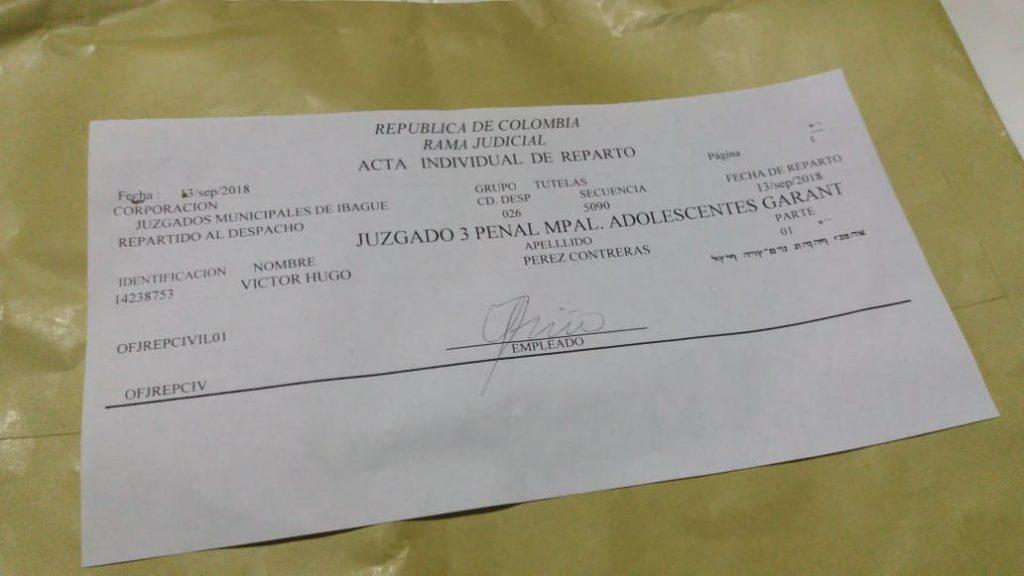 REPUBLICA DE COLOMBIA
RAMA JUDICIAL
ACTA INDIVIDUAL DE REPARTO
Página
Fecha : 13/sep/2018
GRUPO TUTELAS
FECHA DE REPARTO
CORPORACION
CD. DESP SECUENCIA
13/sep/2018
JUZGADOS MUNICIPALES DE IBAGUE
026 5090
REPARTIDO AL DESPACHO
JUZGADO 3 PENAL MPAL. ADOLESCENTES GARANT
IDENTIFICACION NOMBRE APELLLIDO PARTE
14238753 VICTOR HUGO PEREZ CONTRERAS 01
OFJREPCIVIL01
EMPLEADO
OFJREPCIV